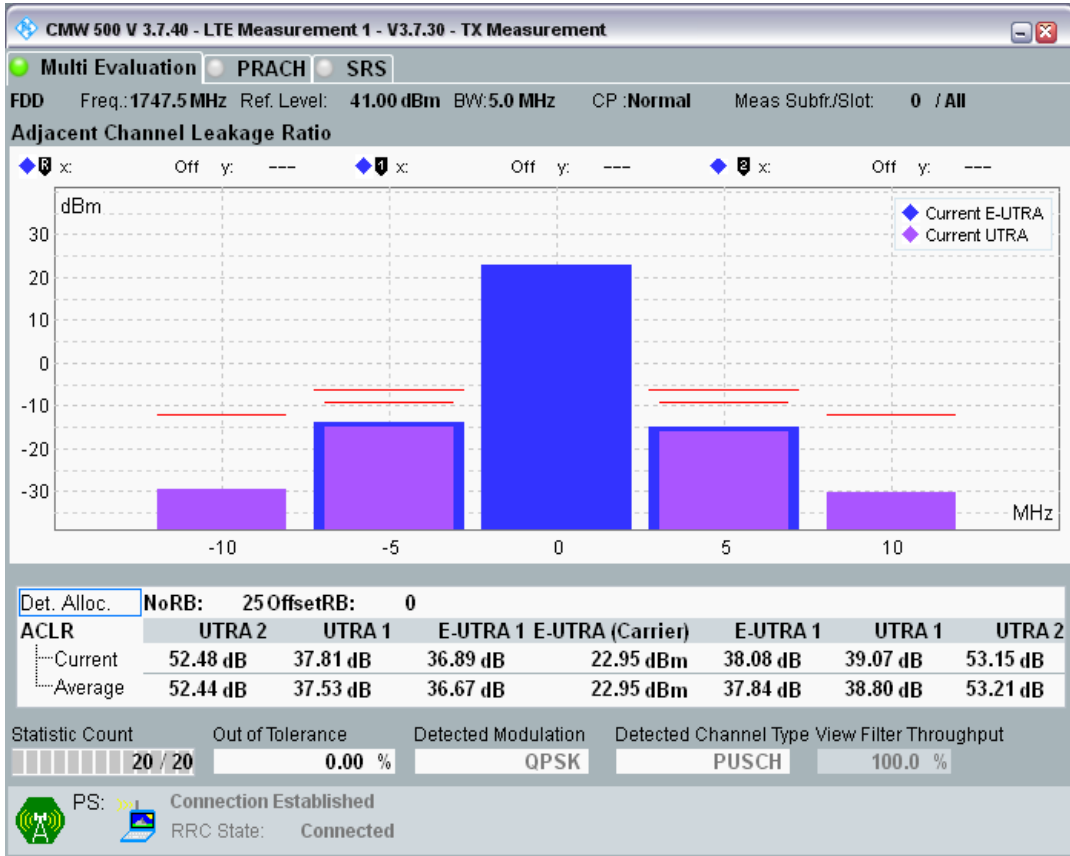 CMW 500 V 3.7.40 - LTE Measurement 1 - V3.7.30 - TX Measurement
Multi Evaluation PRACH SRS
FDD Freq.:1747.5 MHz Ref. Level: 41.00 dBm BW:5.0 MHz CP :Normal Meas Subfr./Slot: 0 / All
Adjacent Channel Leakage Ratio
R x: Off y: --- 1 x: Off y: --- 2 x: Off y: ---
dBm
Current E-UTRA
Current UTRA
30
20
10
0
-10
-20
-30
MHz
-10 -5 0 5 10
Det. Alloc. NoRB: 25 OffsetRB: 0
ACLR UTRA 2 UTRA 1 E-UTRA 1 E-UTRA (Carrier) E-UTRA 1 UTRA 1 UTRA 2
Current 52.48 dB 37.81 dB 36.89 dB 22.95 dBm 38.08 dB 39.07 dB 53.15 dB
Average 52.44 dB 37.53 dB 36.67 dB 22.95 dBm 37.84 dB 38.80 dB 53.21 dB
Statistic Count Out of Tolerance Detected Modulation Detected Channel Type View Filter Throughput
20 / 20 0.00 % QPSK PUSCH 100.0 %
PS: Connection Established
RRC State: Connected